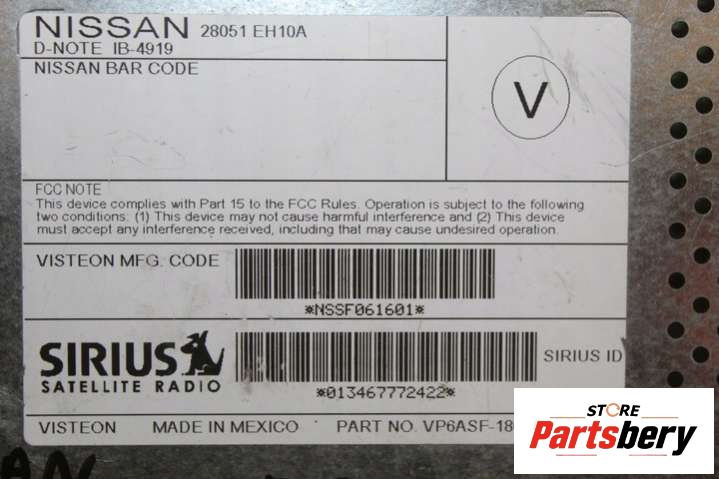 NISSAN 28051 EH10A
D-NOTE IB-4919
NISSAN BAR CODE
V
FCC NOTE
This device complies with Part 15 to the FCC Rules. Operation is subject to the following
two conditions: (1) This device may not cause harmful interference and (2) This device
must accept any interference received, including that may cause undesired operation.
VISTEON MFG. CODE
*NSSF061601*
SIRIUS
SATELLITE RADIO
SIRIUS ID
*013467772422*
VISTEON MADE IN MEXICO PART NO. VP6ASF-18
STORE
Partsbery